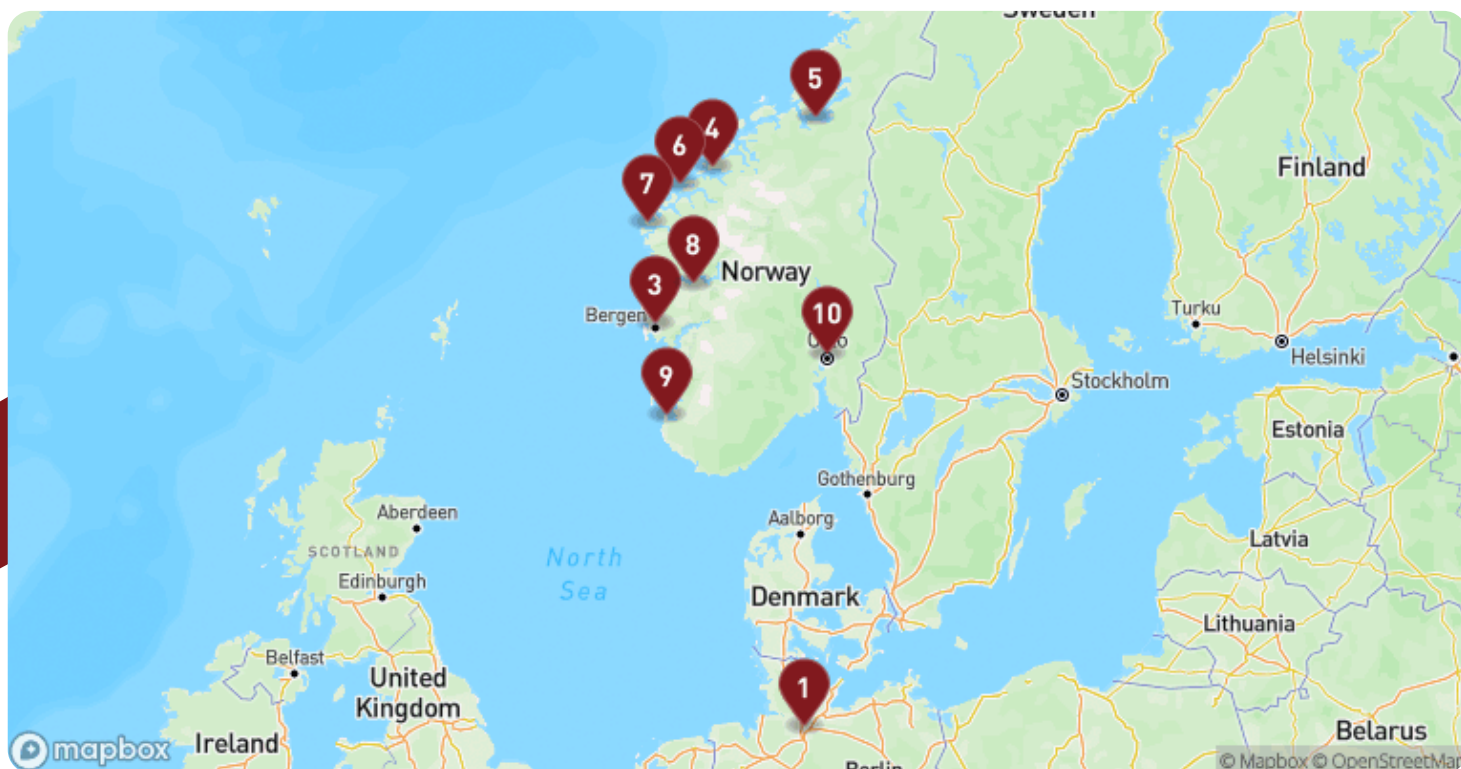 Sweden
5
4
6
Finland
7
8
Norway
3
10
Turku
Bergen
Helsinki
9
Stockholm
Estonia
Gothenburg
Aberdeen
Aalborg
Latvia
SCOTLAND
North
Sea
Edinburgh
Denmark
Lithuania
Belfast
United
Kingdom
1
Ireland
Belarus
mapbox
© Mapbox © OpenStreetMap